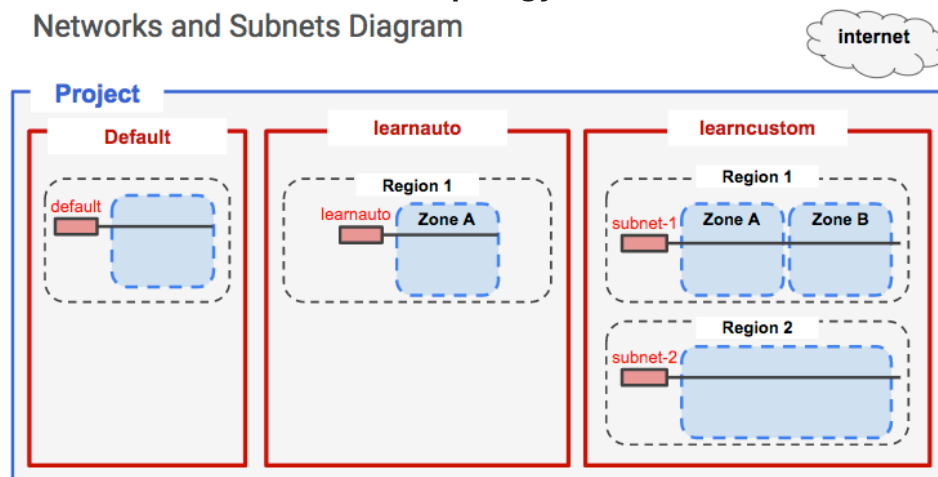 Networks and Subnets Diagram
internet
Project
Default
default
learnauto
Region 1
learnauto
Zone A
learncustom
Region 1
subnet-1
Zone A
Zone B
Region 2
subnet-2